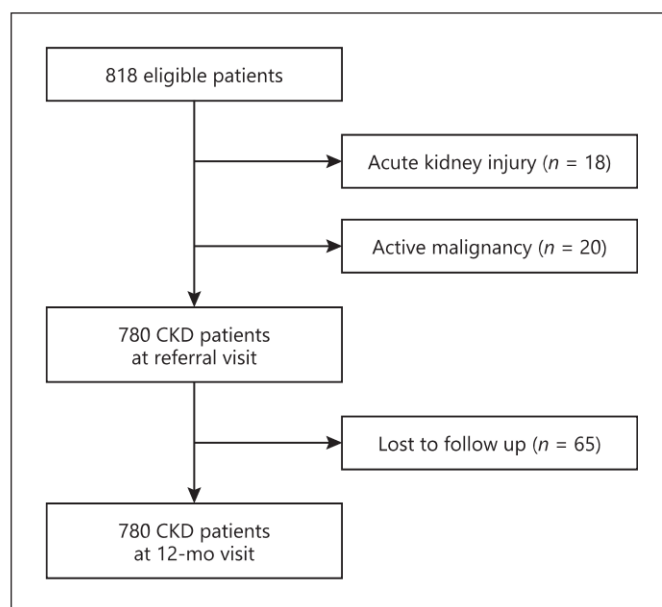 818 eligible patients
Acute kidney injury (n = 18)
Active malignancy (n = 20)
780 CKD patients
at referral visit
Lost to follow up (n = 65)
780 CKD patients
at 12-mo visit